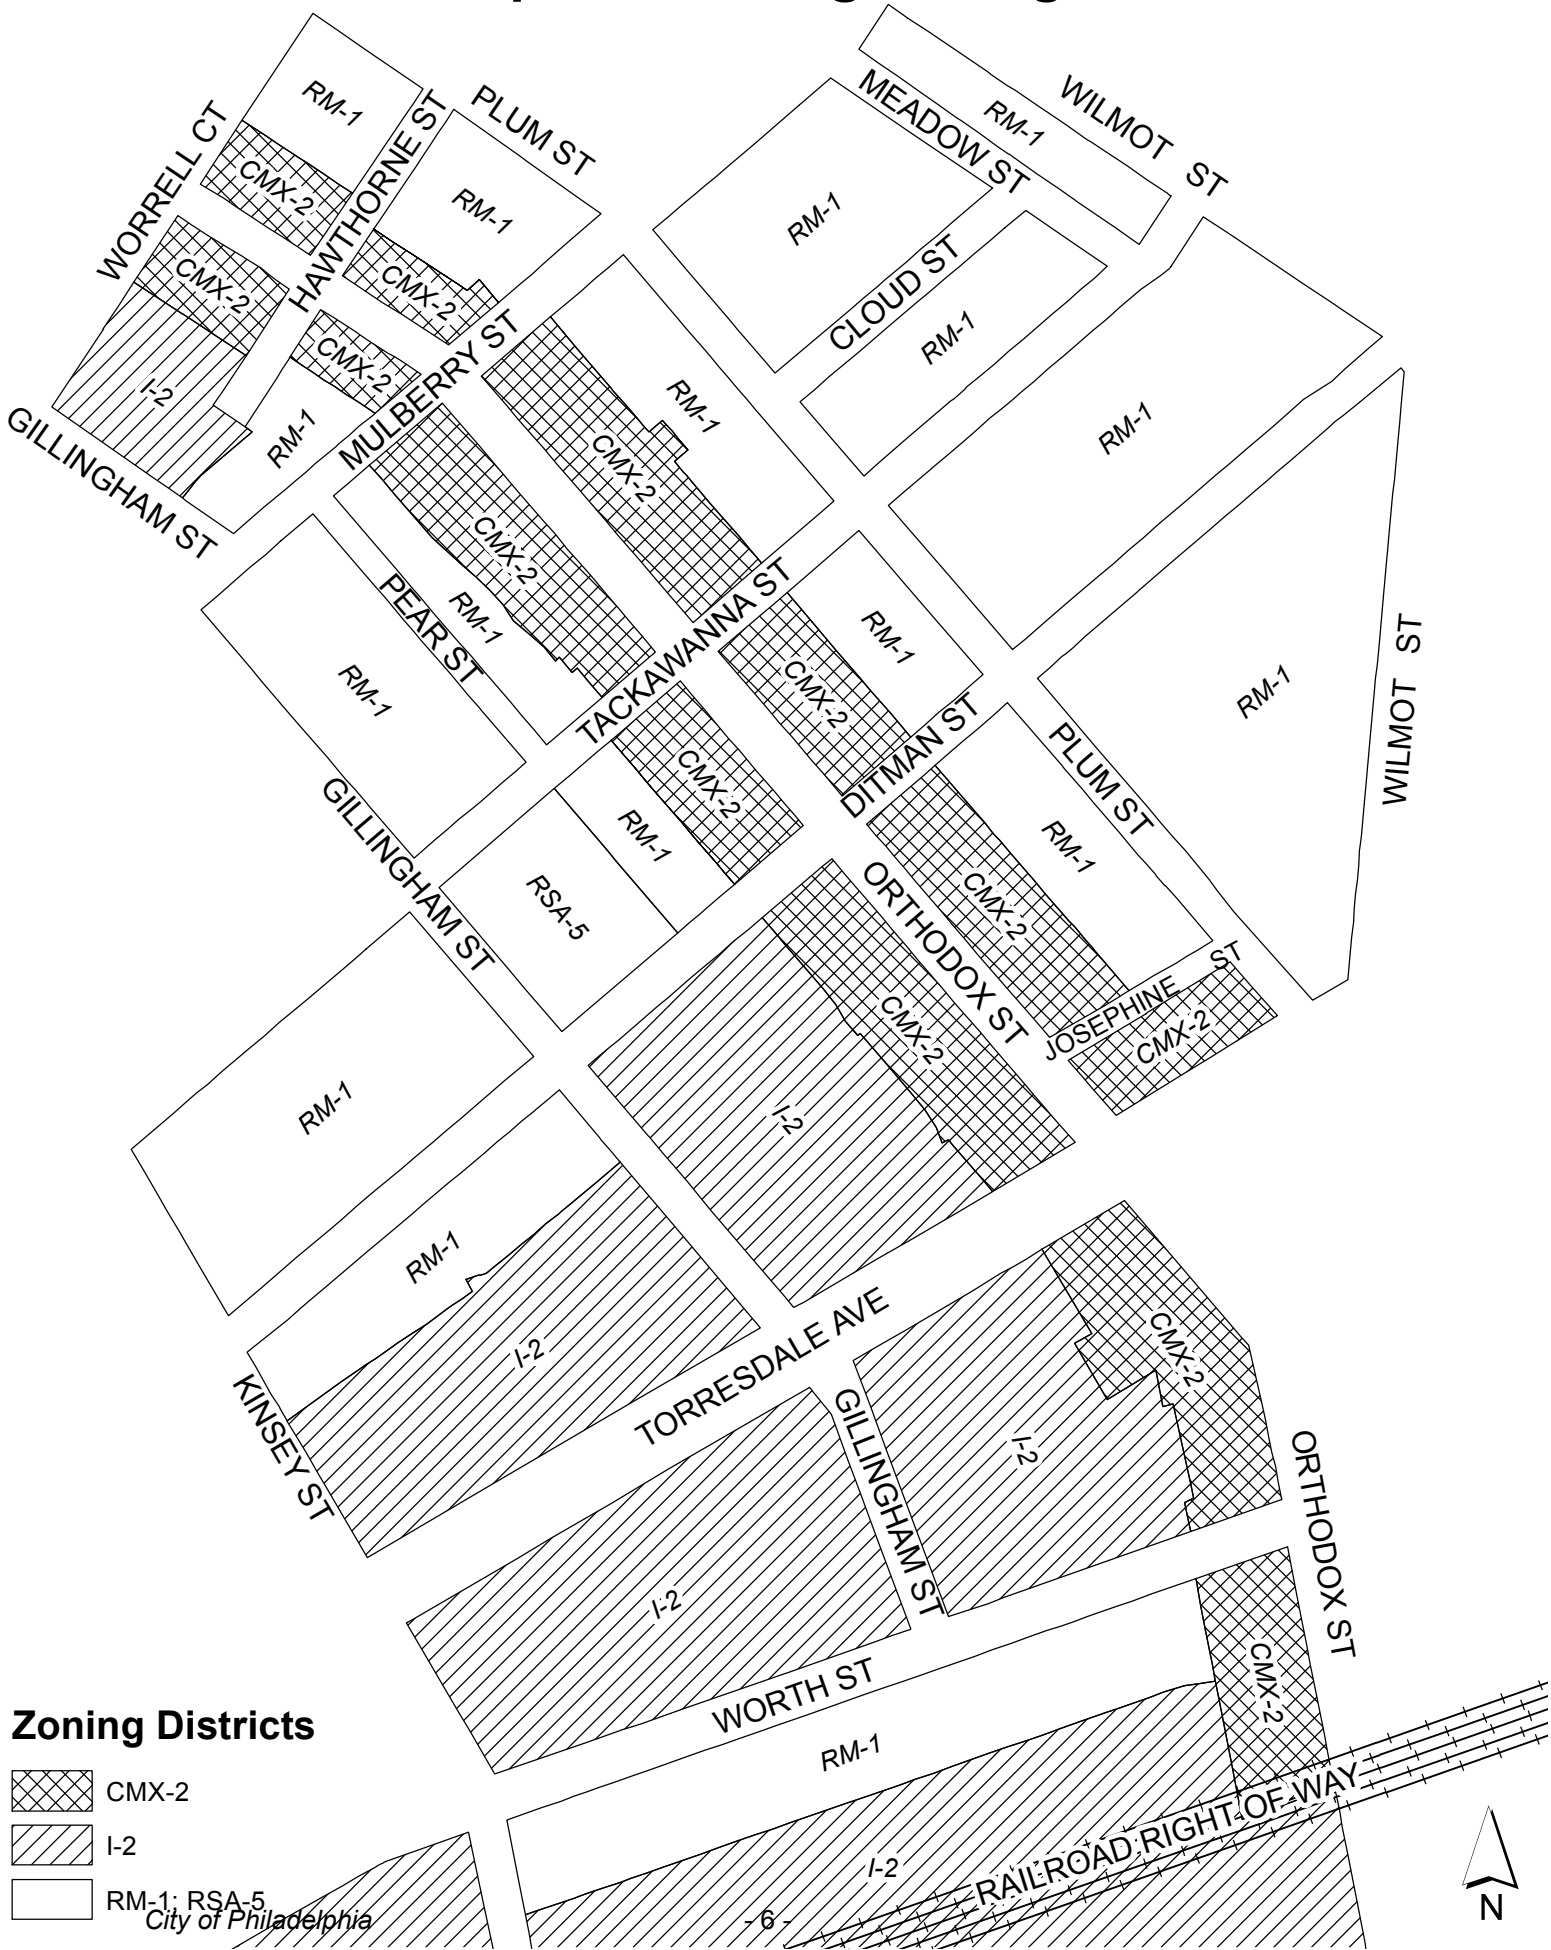 RM-1
PLUM ST
WORRELL CT
HAWTHORNE ST
CMX-2
RM-1
CMX-2
CMX-2
CMX-2
I-2
RM-1
GILLINGHAM ST
MULBERRY ST
MEADOW ST
RM-1
WILMOT ST
RM-1
CLOUD ST
RM-1
RM-1
CMX-2
RM-1
CMX-2
RM-1
PEAR ST
RM-1
TACKAWANNA ST
RM-1
CMX-2
RM-1
WILMOT ST
DITMAN ST
PLUM ST
CMX-2
RM-1
RSA-5
GILLINGHAM ST
RM-1
CMX-2
ORTHODOX ST
JOSEPHINE ST
CMX-2
CMX-2
I-2
RM-1
RM-1
I-2
KINSEY ST
TORRESDALE AVE
CMX-2
GILLINGHAM ST
I-2
ORTHODOX ST
I-2
WORTH ST
CMX-2
RM-1
I-2
RAILROAD RIGHT OF WAY
Zoning Districts
CMX-2
I-2
RM-1; RSA-5
City of Philadelphia
- 6 -
N